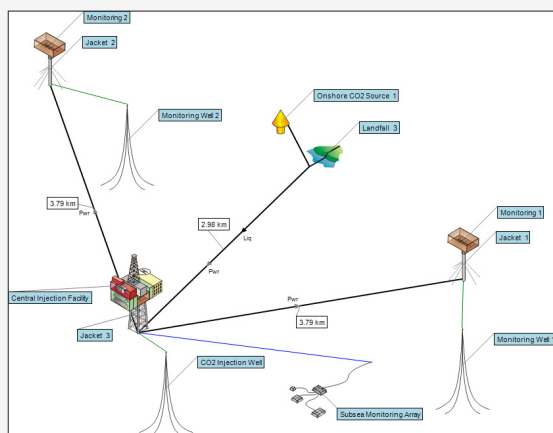 Monitoring 2
Jacket 2
Onshore CO2 Source 1
Monitoring Well 2
Landfall 3
3.79 km
Pwr
2.98 km
Liq
Monitoring 1
Jacket 1
Pwr
Central Injection Facility
Pwr
3.79 km
Jacket 3
Monitoring Well
CO2 Injection Well
Subsea Monitoring Array